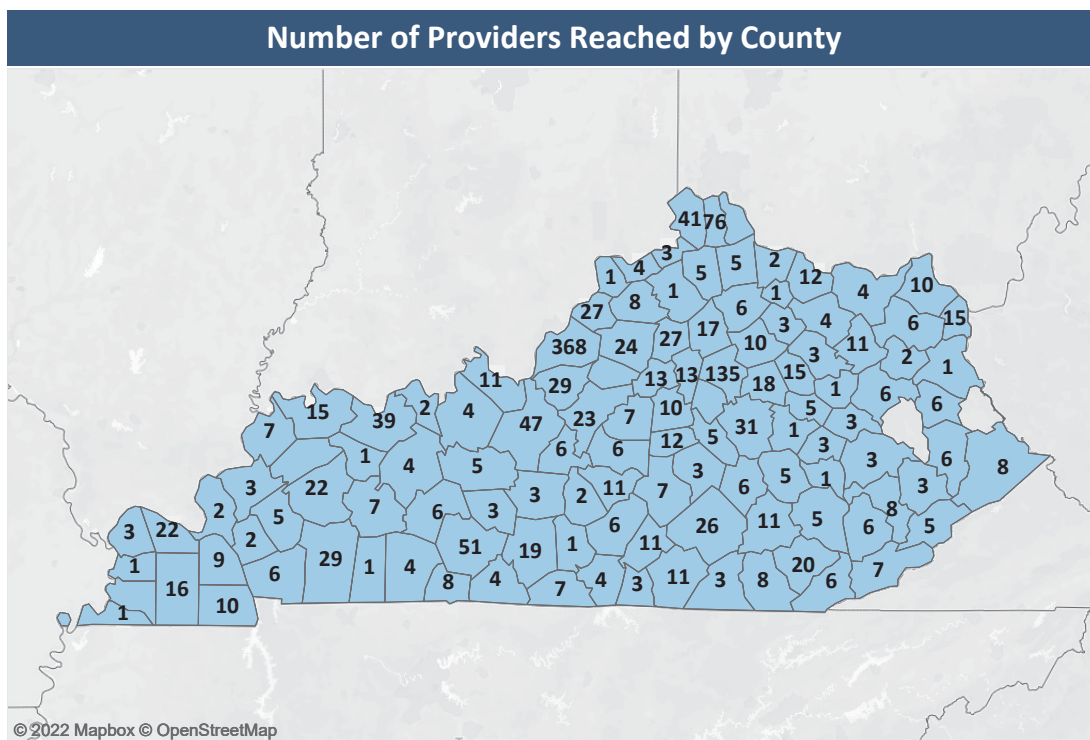 Number of Providers Reached by County
41 76
3
1 4 5 5 2 12
27 8 1 6 1 4 10
368 24 27 17 10 3 4 11 6 15
11 29 13 13 135 18 15 3 1 2 1
15 39 2 4 47 23 7 10 31 5 6 6
7 1 4 5 6 6 12 5 1 3 3 3 6 8
3 22 7 6 3 3 2 11 7 3 6 5 1 8 3
3 22 2 5 6 26 11 5 6 5
1 9 2 51 19 1 11 20
16 6 29 1 4 8 4 7 4 3 11 3 8 6 7
1 10
© 2022 Mapbox © OpenStreetMap